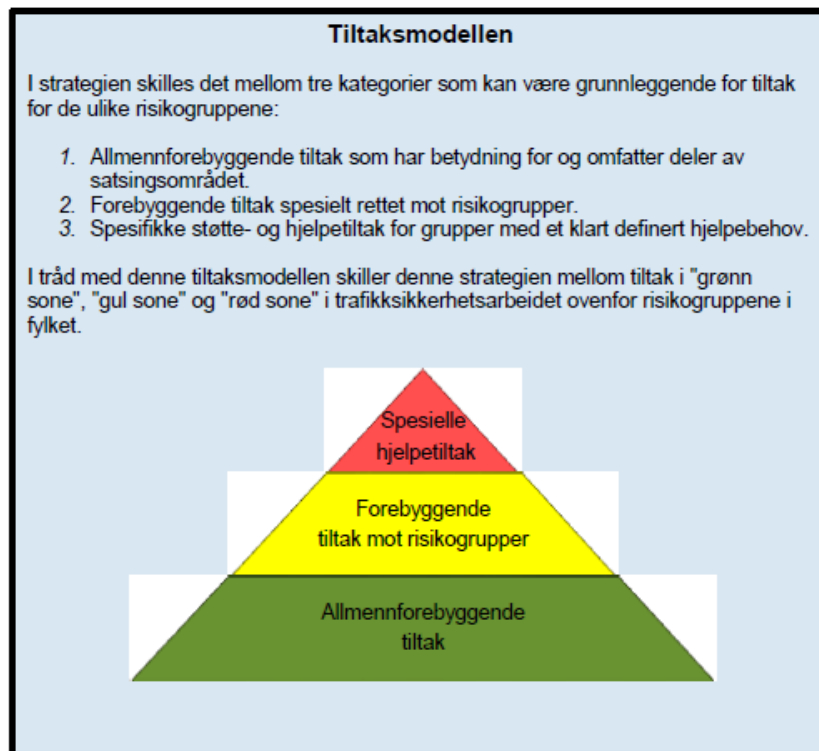 Tiltaksmodellen
I strategien skilles det mellom tre kategorier som kan være grunnleggende for tiltak
for de ulike risikogruppene:
1. Allmennforebyggende tiltak som har betydning for og omfatter deler av
satsingsområdet.
2. Forebyggende tiltak spesielt rettet mot risikogrupper.
3. Spesifikke støtte- og hjelpetiltak for grupper med et klart definert hjelpebehov.
I tråd med denne tiltaksmodellen skiller denne strategien mellom tiltak i "grønn
sone", "gul sone" og "rød sone" i trafikksikkerhetsarbeidet ovenfor risikogruppene i
fylket.
Spesielle
hjelpetiltak
Forebyggende
tiltak mot risikogrupper
Allmennforebyggende
tiltak